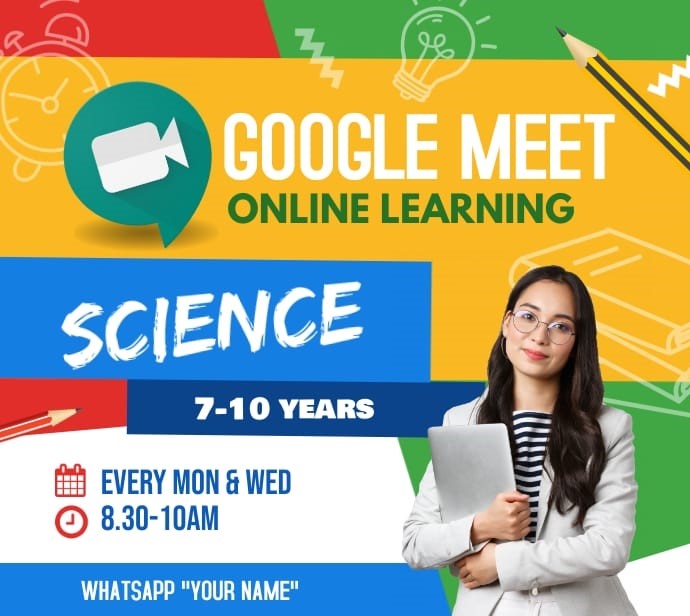 GOOGLE MEET
ONLINE LEARNING
SCIENCE
7-10 YEARS
EVERY MON & WED
8.30-10AM
WHATSAPP "YOUR NAME"